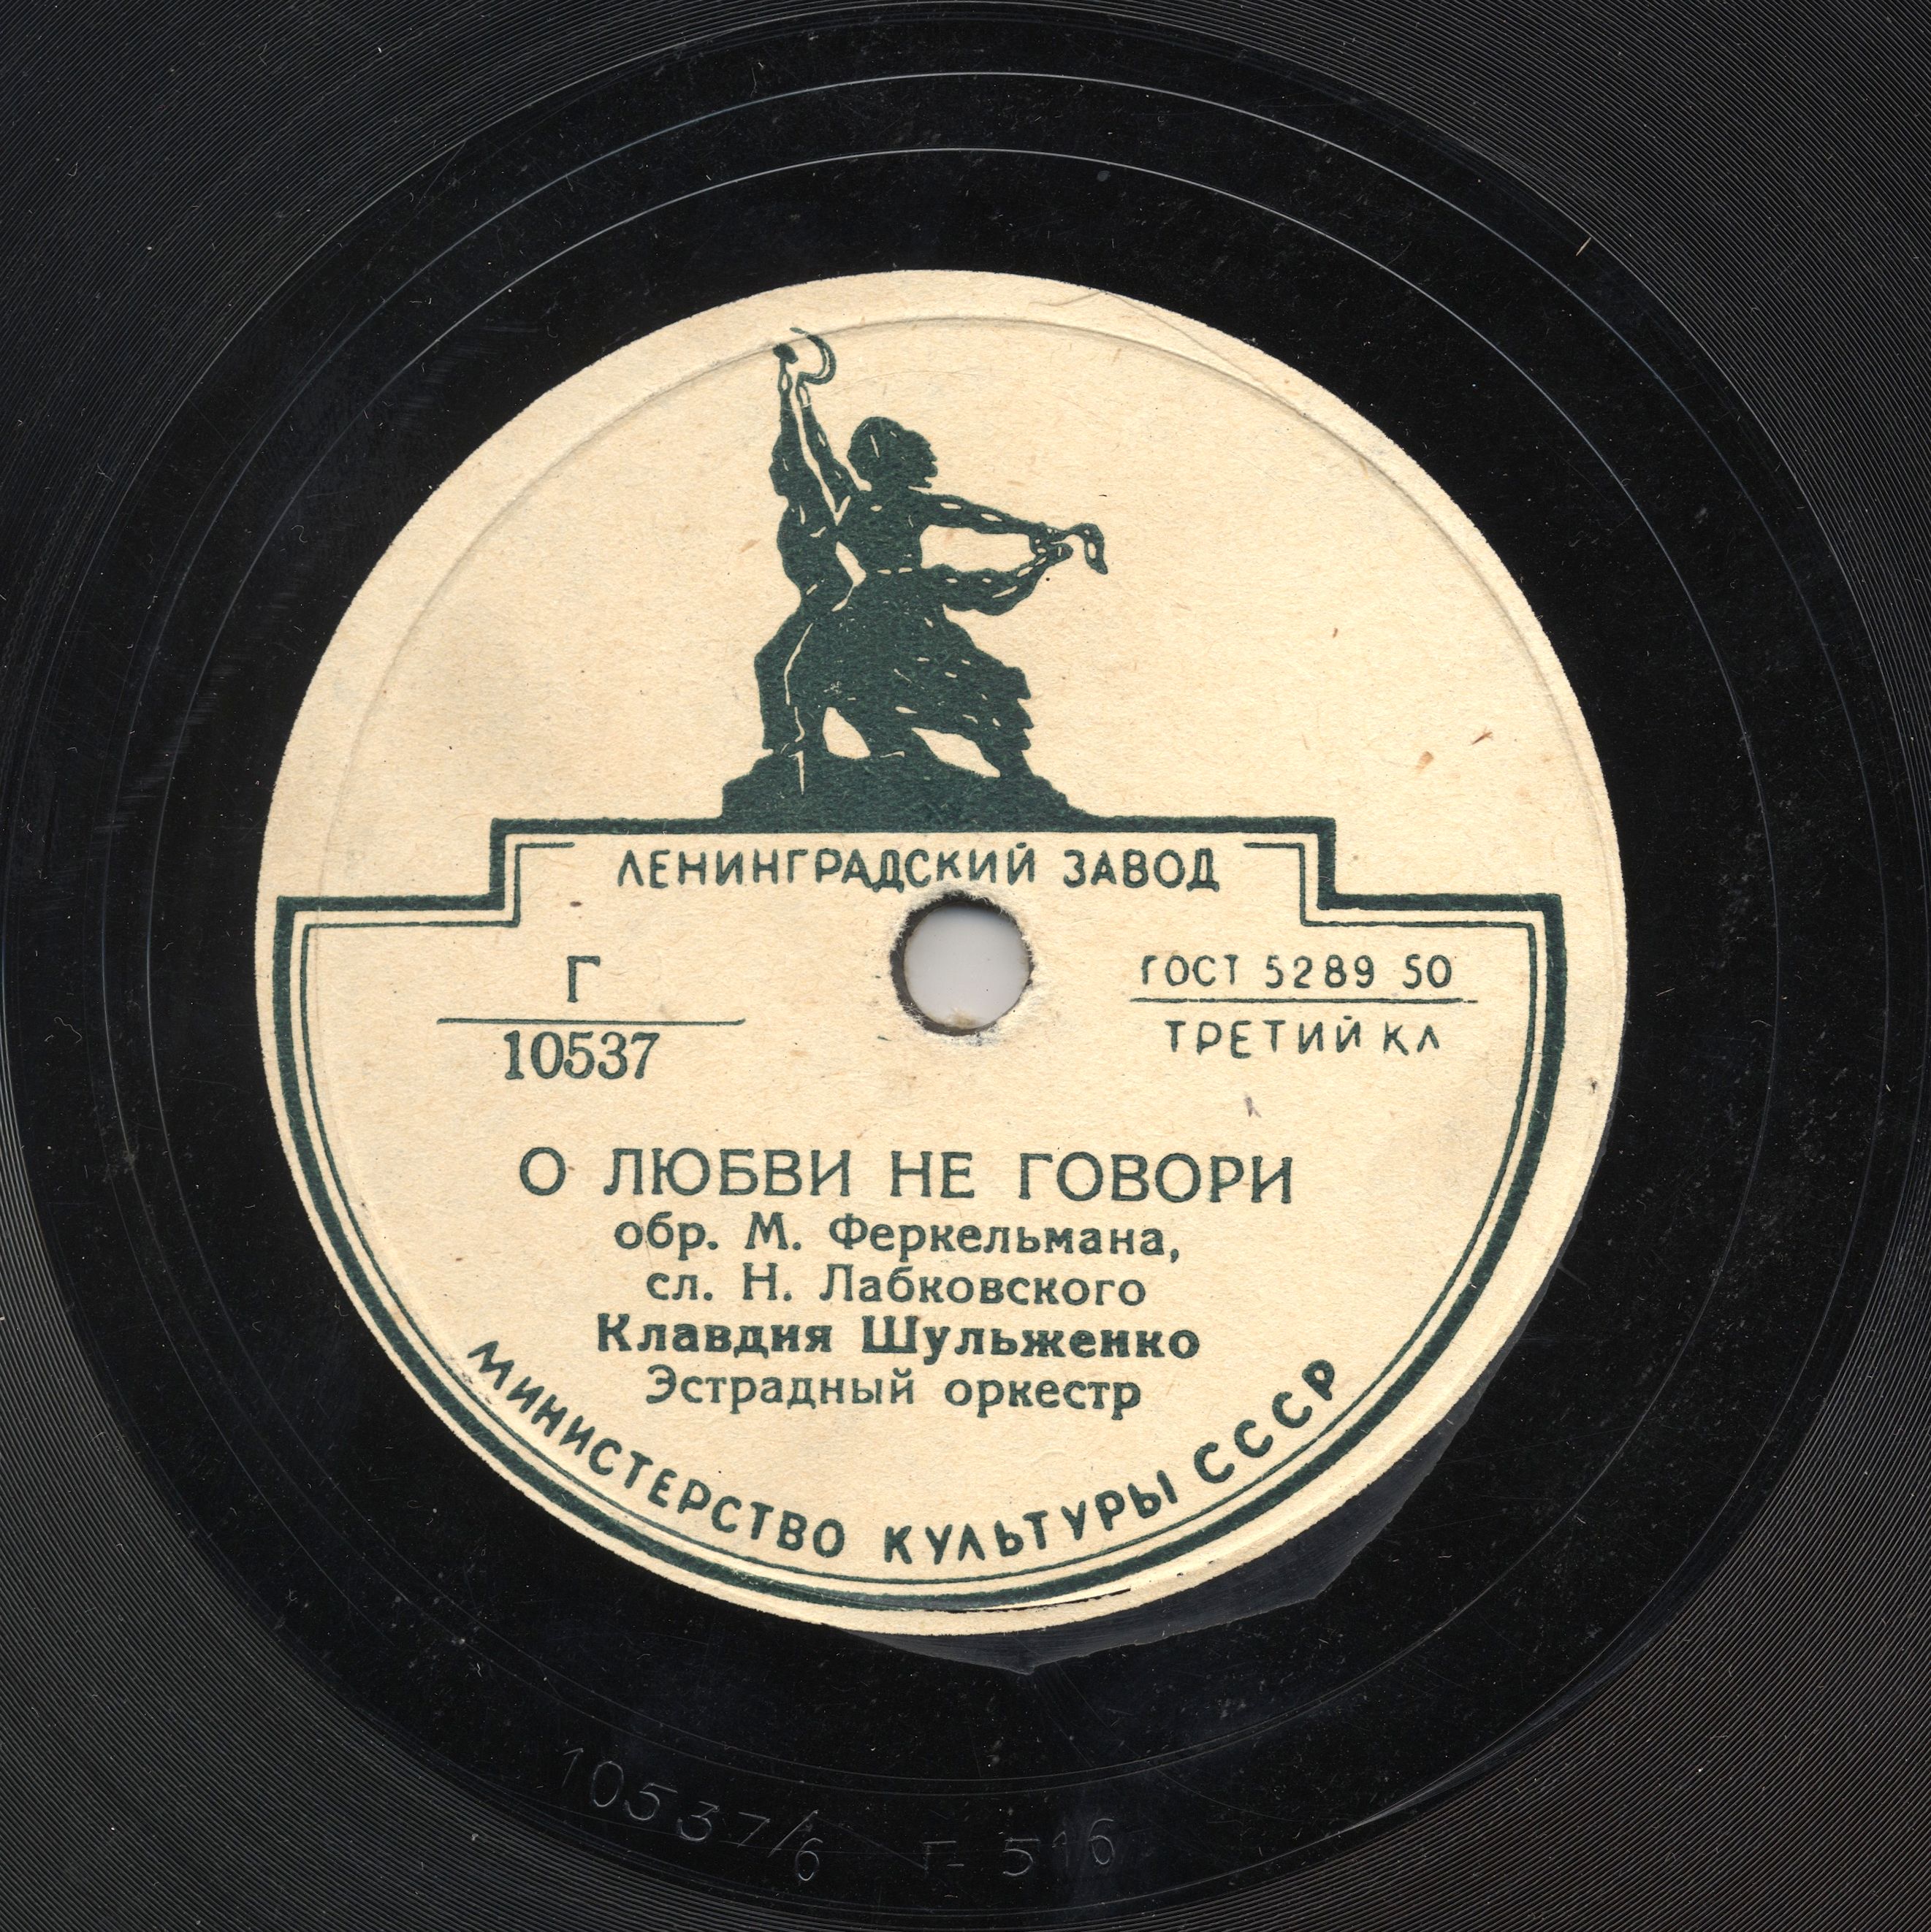 ЛЕНИНГРАДСКИЙ ЗАВОД
Г
10537
ГОСТ 5289 50
ТРЕТИЙ КЛ
О ЛЮБВИ НЕ ГОВОРИ
обр. М. Феркельмана,
сл. Н. Лабковского
Клавдия Шульженко
Эстрадный оркестр
МИНИСТЕРСТВО КУЛЬТУРЫ СССР
10537/6 Г 516